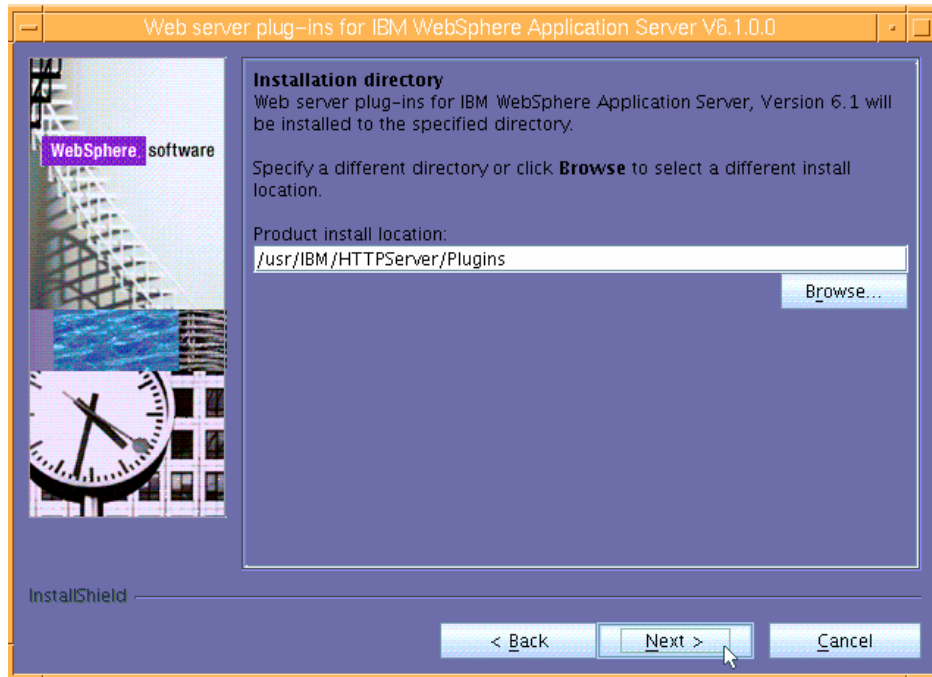 Web server plug-ins for IBM WebSphere Application Server V6.1.0.0
WebSphere. software
Installation directory
Web server plug-ins for IBM WebSphere Application Server, Version 6.1 will
be installed to the specified directory.
Specify a different directory or click Browse to select a different install
location.
Product install location:
/usr/IBM/HTTPServer/Plugins
Browse...
InstallShield
< Back
Next >
Cancel